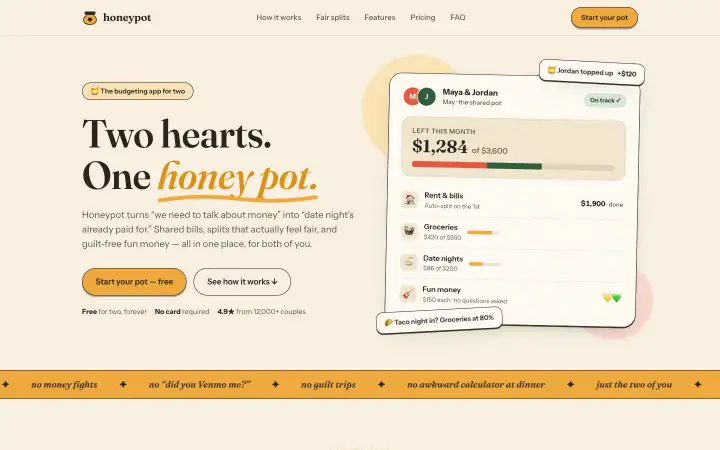 honeypot
How it works
Fair splits
Features
Pricing
FAQ
Start your pot
The budgeting app for two
Two hearts.
One honey pot.
Honeypot turns “we need to talk about money” into “date night’s
already paid for.” Shared bills, splits that actually feel fair, and
guilt-free fun money — all in one place, for both of you.
Start your pot — free
See how it works ↓
Free for two, forever
No card required
4.9★ from 12,000+ couples
Jordan topped up +$120
M
J
Maya & Jordan
May · the shared pot
On track ✓
LEFT THIS MONTH
$1,284 of $3,600
Rent & bills
Auto-split on the 1st
$1,900 · done
Groceries
$420 of $550
Date nights
$86 of $200
Fun money
$150 each · no questions asked
Taco night in? Groceries at 80%
✦ no money fights ✦ no “did you Venmo me?” ✦ no guilt trips ✦ no awkward calculator at dinner ✦ just the two of you ✦